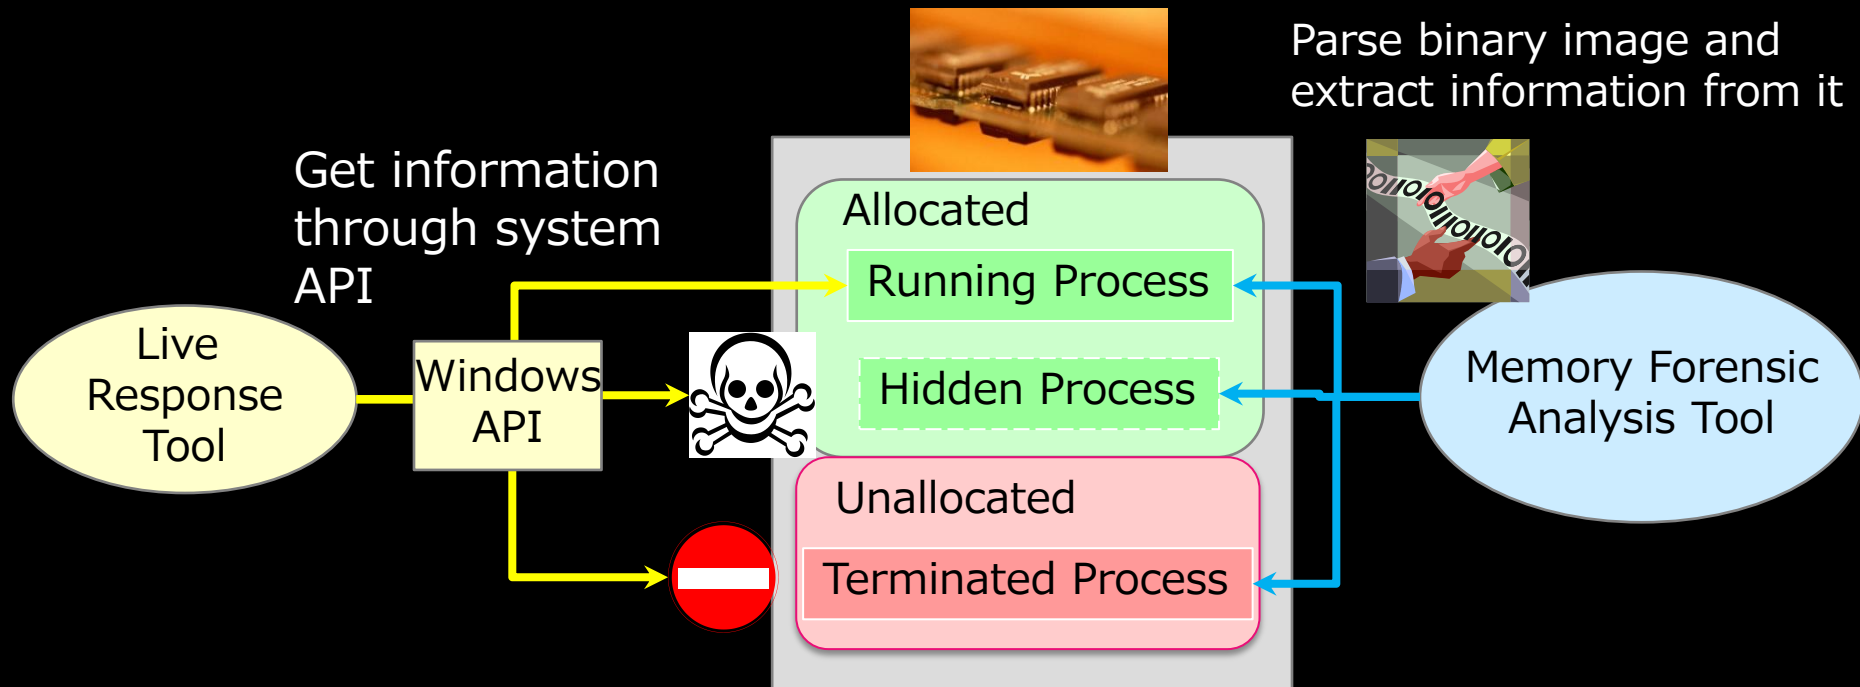 Parse binary image and
extract information from it
Get information
through system
API
Live
Response
Tool
Windows
API
Allocated
Running Process
Hidden Process
Unallocated
Terminated Process
Memory Forensic
Analysis Tool